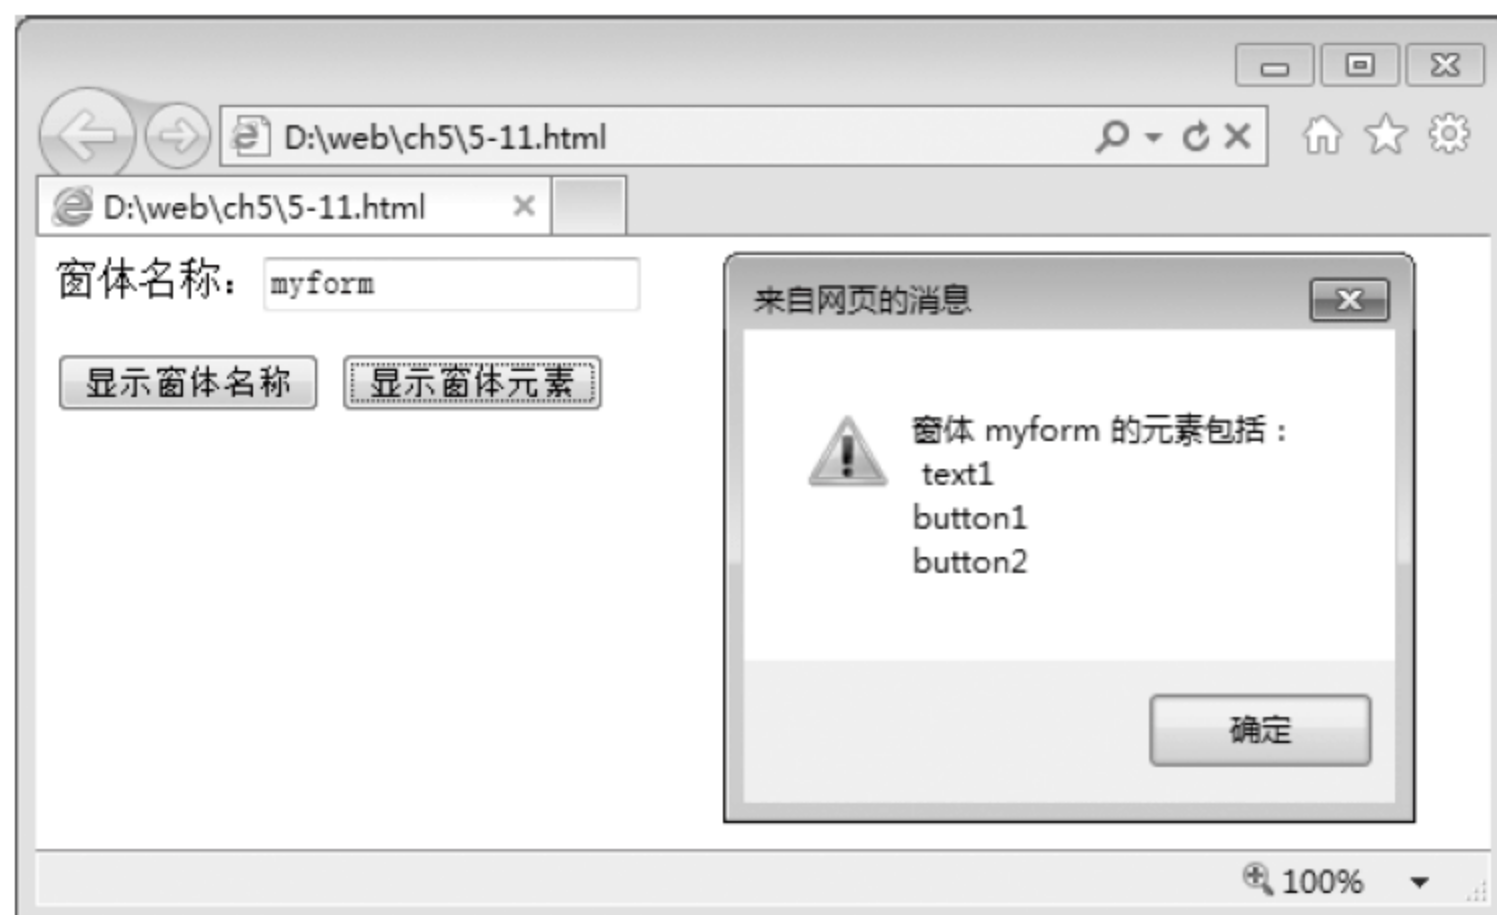 D:\web\ch5\5-11.html
D:\web\ch5\5-11.html
窗体名称： myform
显示窗体名称 显示窗体元素
来自网页的消息
窗体 myform 的元素包括：
text1
button1
button2
确定
100%